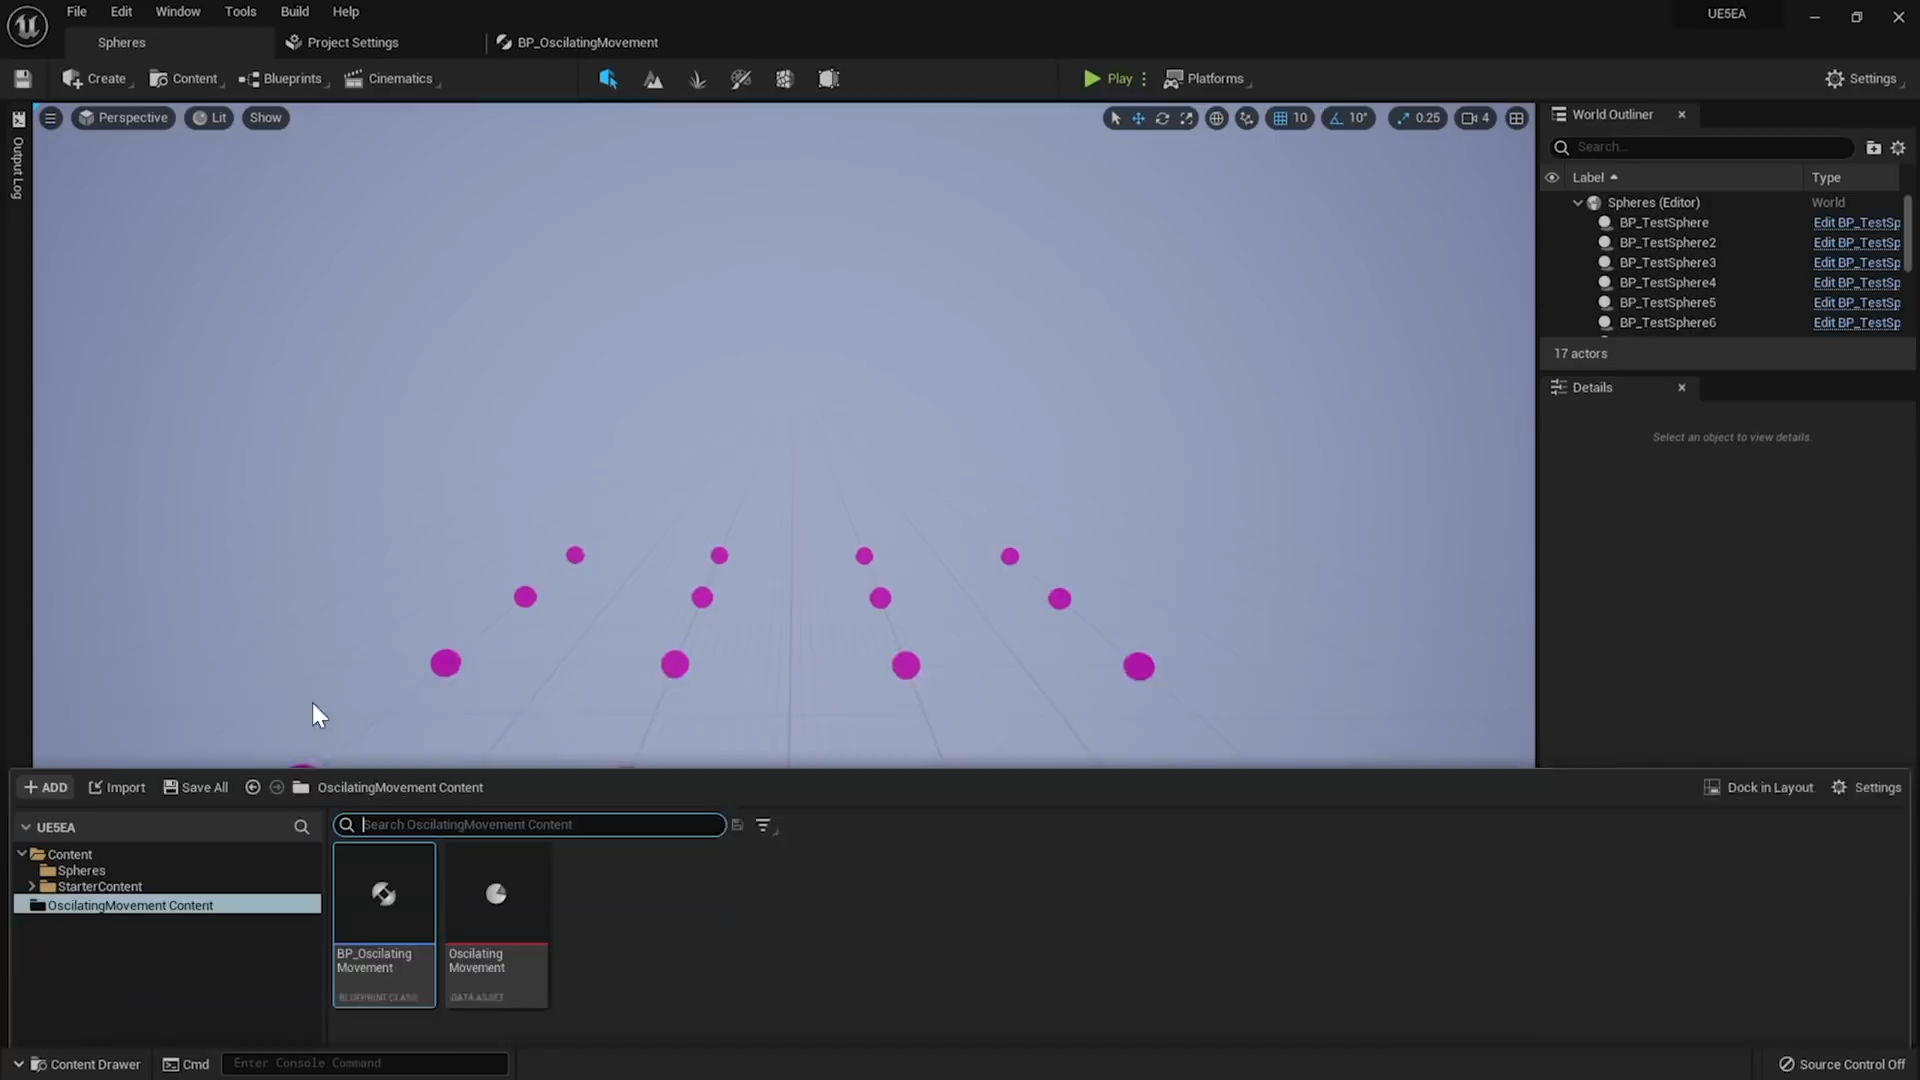 File Edit Window Tools Build Help
UE5EA
Spheres
Project Settings
BP_OscilatingMovement
Create
Content
Blueprints
Cinematics
Play
Platforms
Settings
Output Log
Perspective
Lit
Show
10
10°
0.25
4
World Outliner
Search...
Label
Type
Spheres (Editor)
World
BP_TestSphere
Edit BP_TestSp
BP_TestSphere2
Edit BP_TestSp
BP_TestSphere3
Edit BP_TestSp
BP_TestSphere4
Edit BP_TestSp
BP_TestSphere5
Edit BP_TestSp
BP_TestSphere6
Edit BP_TestSp
17 actors
Details
Select an object to view details.
ADD
Import
Save All
OscilatingMovement Content
Dock in Layout
Settings
UE5EA
Search OscilatingMovement Content
Content
Spheres
StarterContent
OscilatingMovement Content
BP_Oscilating
Movement
BLUEPRINT CLASS
Oscilating
Movement
DATA ASSET
Content Drawer
Cmd
Enter Console Command
Source Control Off